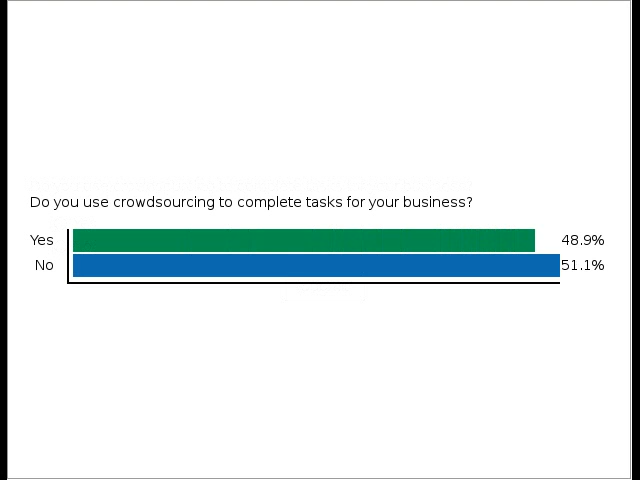 Do you use crowdsourcing to complete tasks for your business?
Yes 48.9%
No 51.1%